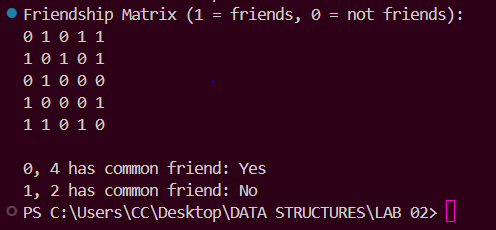 Friendship Matrix (1 = friends, 0 = not friends):
0 1 0 1 1
1 0 1 0 1
0 1 0 0 0
1 0 0 0 1
1 1 0 1 0
0, 4 has common friend: Yes
1, 2 has common friend: No
PS C:\Users\CC\Desktop\DATA STRUCTURES\LAB 02>